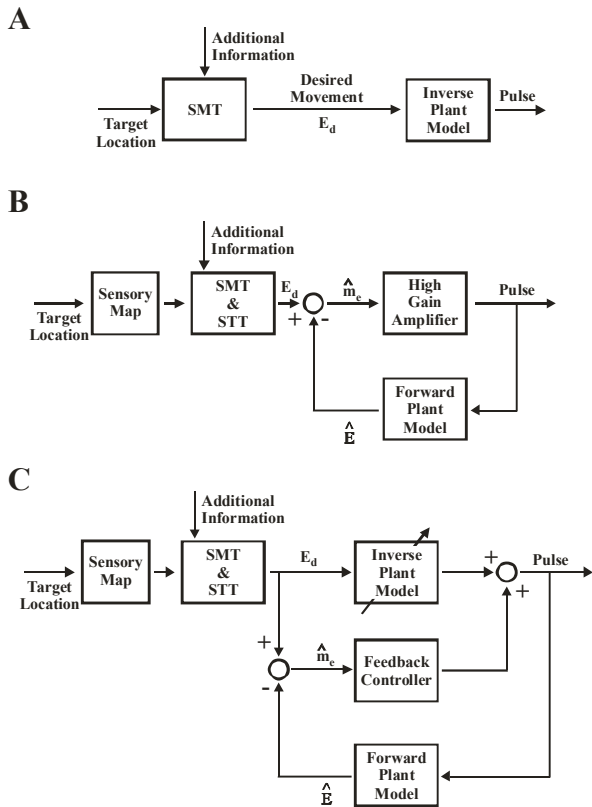 A
Additional
Information
Desired
Movement
SMT
Inverse
Plant
Model
Pulse
Target
Location
E_d
B
Additional
Information
Sensory
Map
SMT
&
STT
E_d
m̂_e
High
Gain
Amplifier
Pulse
Target
Location
+
-
Forward
Plant
Model
Ê
C
Additional
Information
Sensory
Map
SMT
&
STT
E_d
Inverse
Plant
Model
+
Pulse
Target
Location
+
+
m̂_e
Feedback
Controller
-
Forward
Plant
Model
Ê